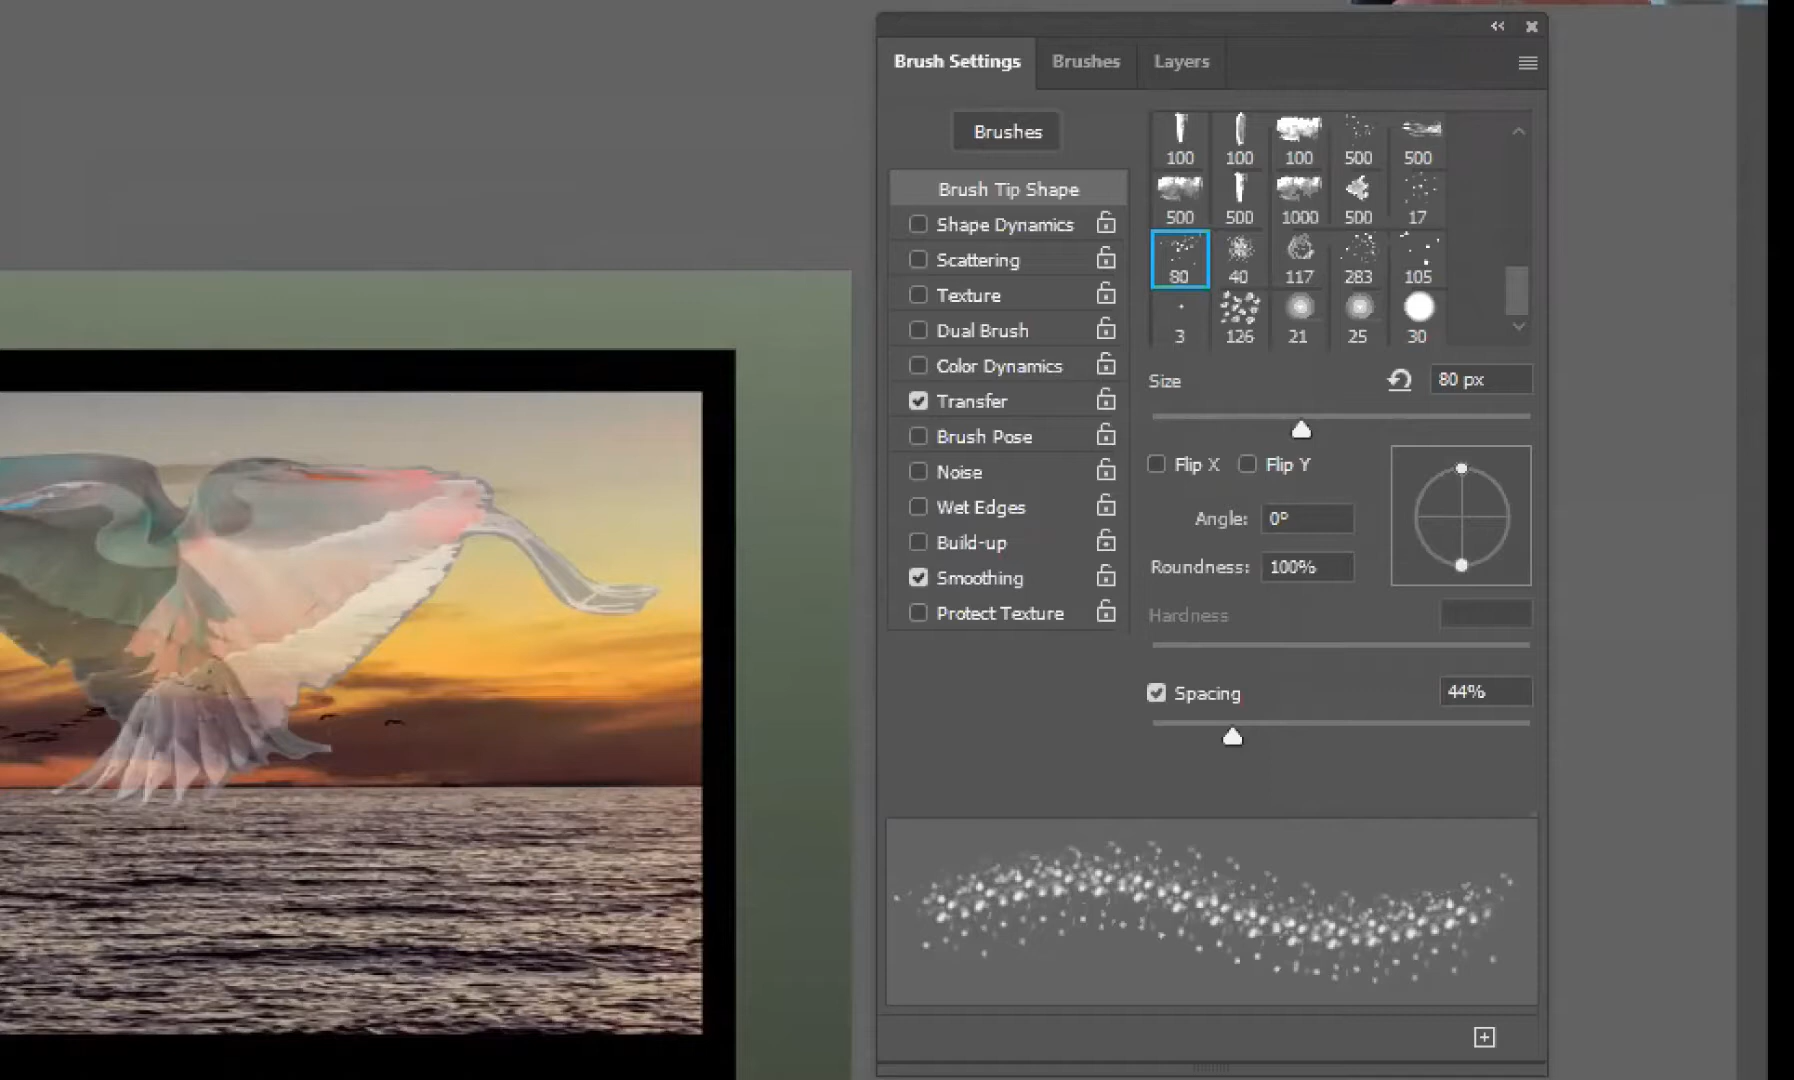 Brush Settings Brushes Layers
Brushes
Brush Tip Shape
Shape Dynamics
Scattering
Texture
Dual Brush
Color Dynamics
Transfer
Brush Pose
Noise
Wet Edges
Build-up
Smoothing
Protect Texture
100 100 100 500 500
500 500 1000 500 17
80 40 117 283 105
3 126 21 25 30
Size 80 px
Flip X Flip Y
Angle: 0°
Roundness: 100%
Hardness
Spacing 44%